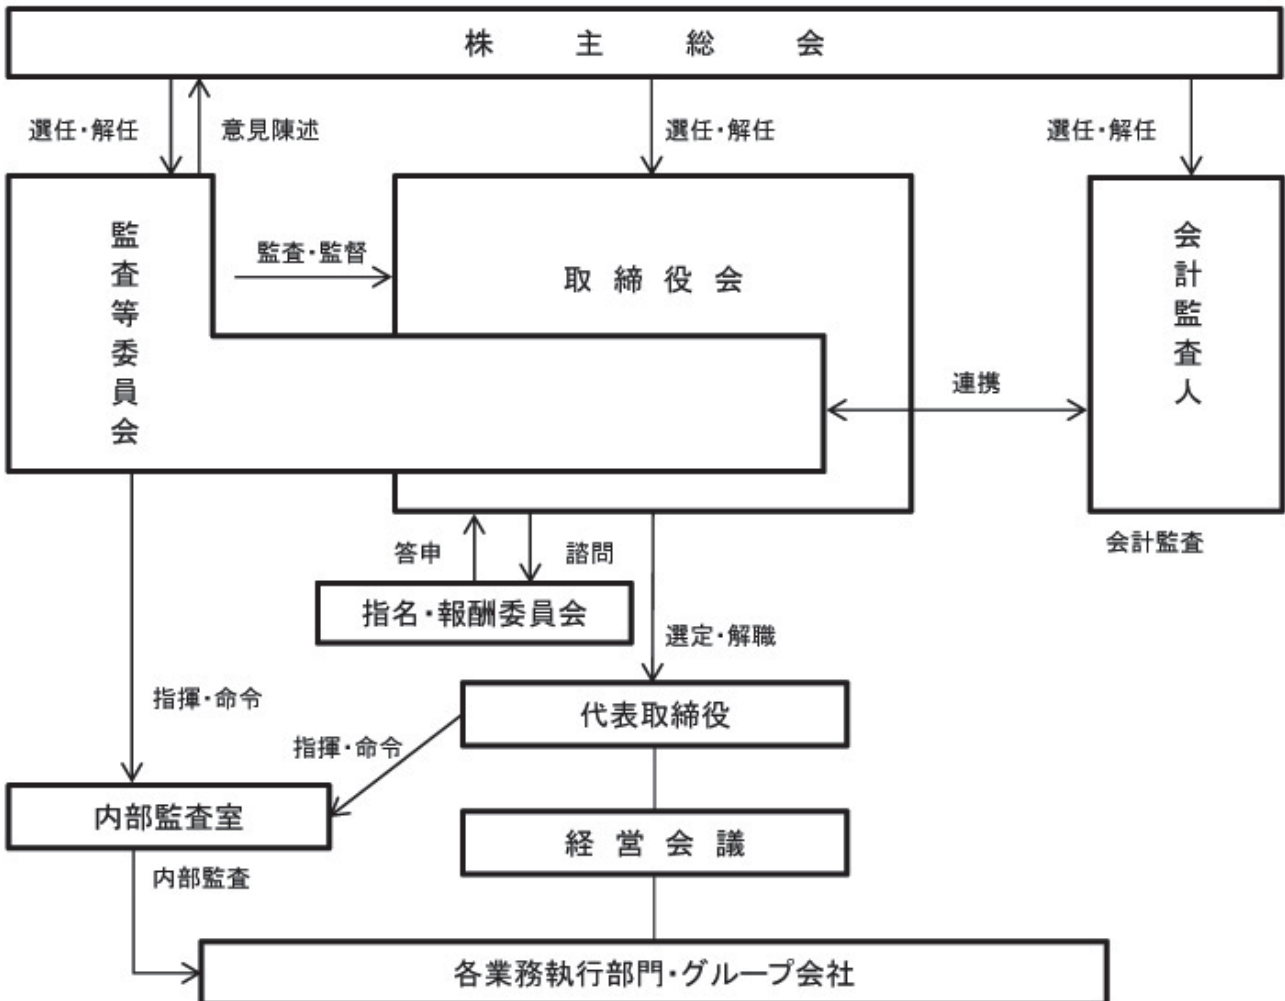 株主総会
選任・解任
意見陳述
選任・解任
選任・解任
監査等委員会
監査・監督
取締役会
会計監査人
連携
会計監査
答申
諮問
指名・報酬委員会
選定・解職
指揮・命令
代表取締役
指揮・命令
内部監査室
経営会議
内部監査
各業務執行部門・グループ会社